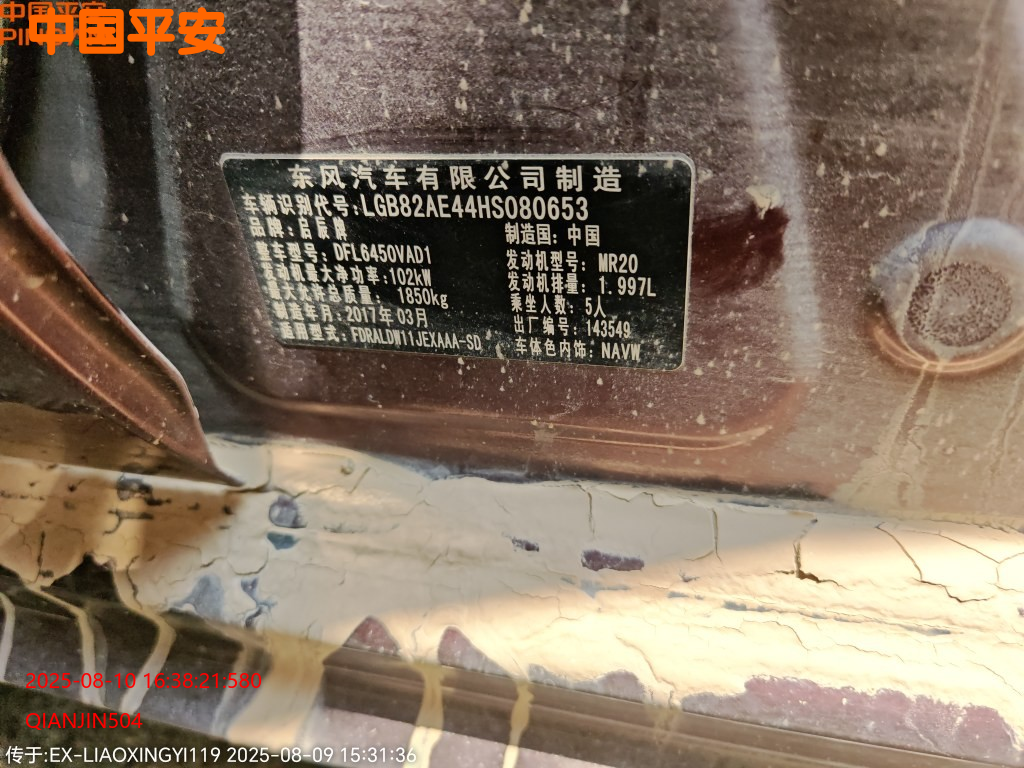 中国平安
中国平安
东风汽车有限公司制造
车辆识别代号:LGB82AE44HS080653
品牌:启辰牌 制造国:中国
整车型号:DFL6450VAD1 发动机型号:MR20
发动机最大净功率:102kW 发动机排量:1.997L
最大允许总质量:1850kg 乘坐人数:5人
制造年月:2017年03月 出厂编号:143549
适用型式:FDRALDW11JEXAAA-SD 车体色内饰:NAVW
2025-08-10 16:38:21:580
QIANJIN504
传于:EX-LIAOXINGYI119 2025-08-09 15:31:36